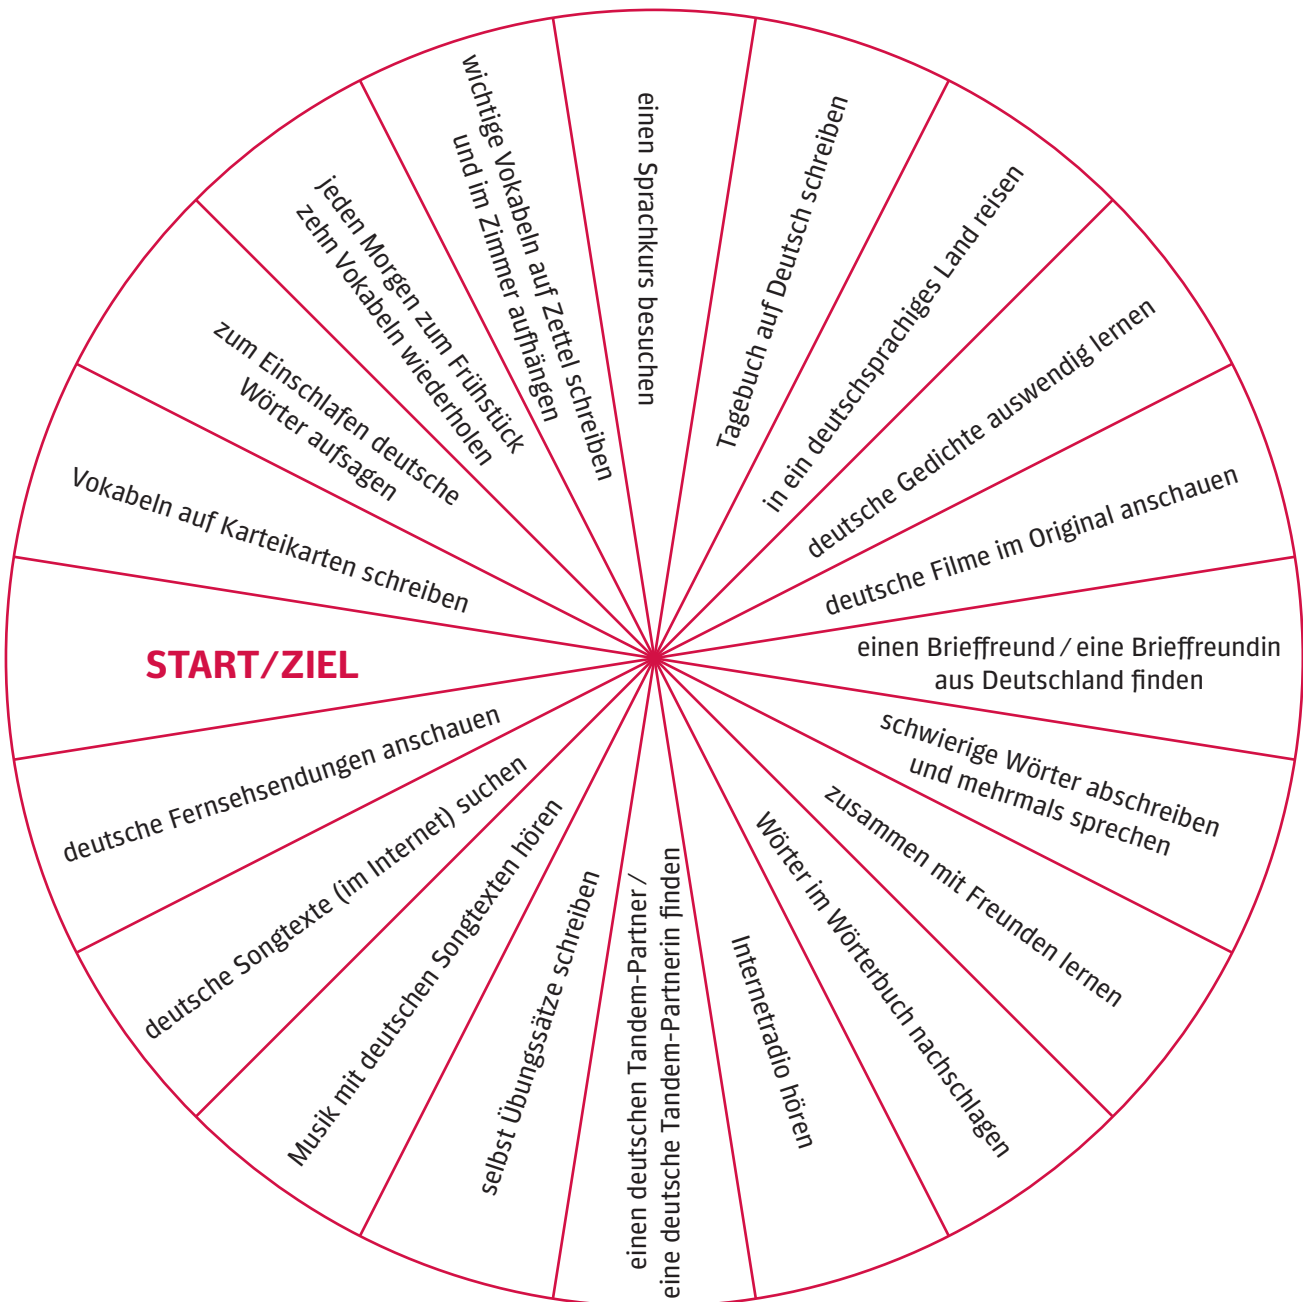 START/ZIEL
Vokabeln auf Karteikarten schreiben
zum Einschlafen deutsche
Wörter aufsagen
jeden Morgen zum Frühstück
zehn Vokabeln wiederholen
wichtige Vokabeln auf Zettel schreiben
und im Zimmer aufhängen
einen Sprachkurs besuchen
Tagebuch auf Deutsch schreiben
in ein deutschsprachiges Land reisen
deutsche Gedichte auswendig lernen
deutsche Filme im Original anschauen
einen Brieffreund / eine Brieffreundin
aus Deutschland finden
schwierige Wörter abschreiben
und mehrmals sprechen
zusammen mit Freunden lernen
Wörter im Wörterbuch nachschlagen
Internetradio hören
einen deutschen Tandem-Partner /
eine deutsche Tandem-Partnerin finden
selbst Übungssätze schreiben
Musik mit deutschen Songtexten hören
deutsche Songtexte (im Internet) suchen
deutsche Fernsehsendungen anschauen